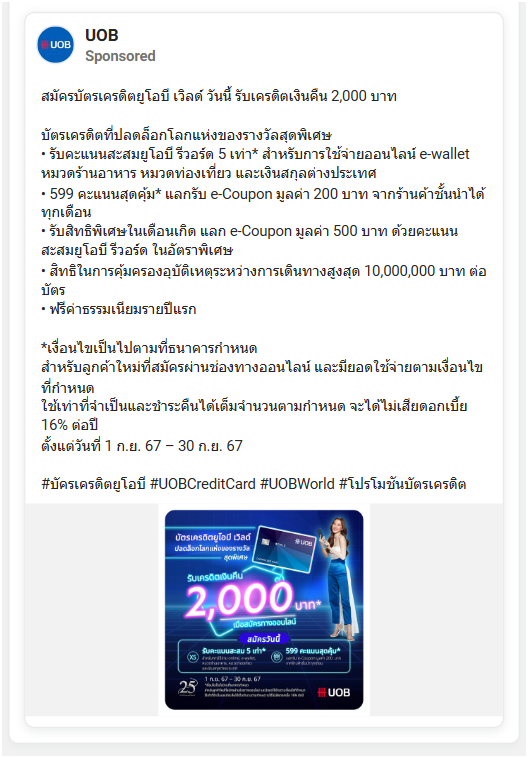 UOB
UOB
Sponsored
สมัครบัตรเครดิตยูโอบี เวิลด์ วันนี้ รับเครดิตเงินคืน 2,000 บาท
บัตรเครดิตที่ปลดล็อกโลกแห่งของรางวัลสุดพิเศษ
• รับคะแนนสะสมยูโอบี รีวอร์ด 5 เท่า* สำหรับการใช้จ่ายออนไลน์ e-wallet
หมวดร้านอาหาร หมวดท่องเที่ยว และเงินสกุลต่างประเทศ
• 599 คะแนนสุดคุ้ม* แลกรับ e-Coupon มูลค่า 200 บาท จากร้านค้าชั้นนำได้
ทุกเดือน
• รับสิทธิพิเศษในเดือนเกิด แลก e-Coupon มูลค่า 500 บาท ด้วยคะแนน
สะสมยูโอบี รีวอร์ด ในอัตราพิเศษ
• สิทธิในการคุ้มครองอุบัติเหตุระหว่างการเดินทางสูงสุด 10,000,000 บาท ต่อ
บัตร
• ฟรีค่าธรรมเนียมรายปีแรก
*เงื่อนไขเป็นไปตามที่ธนาคารกำหนด
สำหรับลูกค้าใหม่ที่สมัครผ่านช่องทางออนไลน์ และมียอดใช้จ่ายตามเงื่อนไข
ที่กำหนด
ใช้เท่าที่จำเป็นและชำระคืนได้เต็มจำนวนตามกำหนด จะได้ไม่เสียดอกเบี้ย
16% ต่อปี
ตั้งแต่วันที่ 1 ก.ย. 67 – 30 ก.ย. 67
#บัครเครดิตยูโอบี #UOBCreditCard #UOBWorld #โปรโมชันบัตรเครดิต
บัตรเครดิตยูโอบี เวิลด์
ปลดล็อกโลกแห่งของรางวัล
สุดพิเศษ
UOB
รับเครดิตเงินคืน
2,000 บาท*
เมื่อสมัครทางออนไลน์
สมัครวันนี้
X5 รับคะแนนสะสม 5 เท่า*
599 คะแนนสุดคุ้ม*
25
1 ก.ย. 67 – 30 ก.ย. 67
UOB